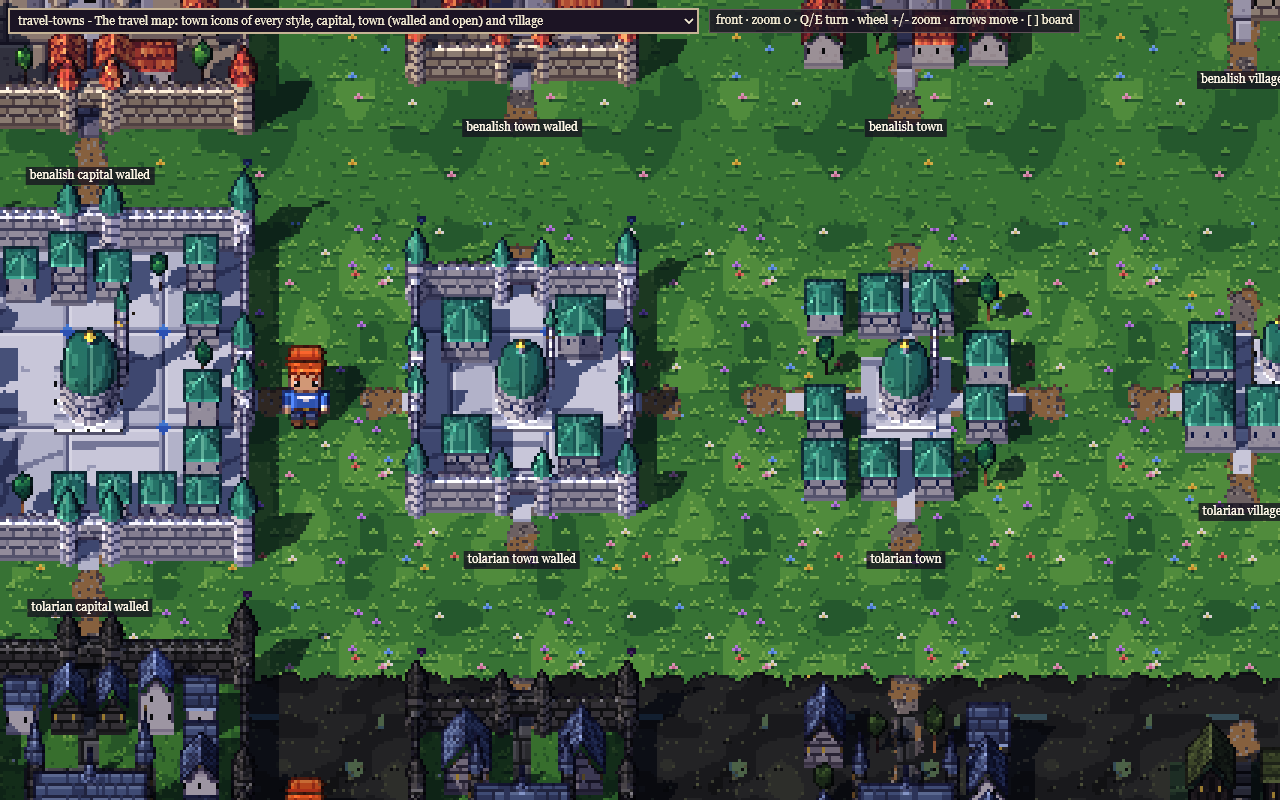 travel-towns - The travel map: town icons of every style, capital, town (walled and open) and village
front · zoom 0 · Q/E turn · wheel +/- zoom · arrows move · [ ] board
benalish village
benalish town walled
benalish town
benalish capital walled
tolarian village
tolarian town walled
tolarian town
tolarian capital walled